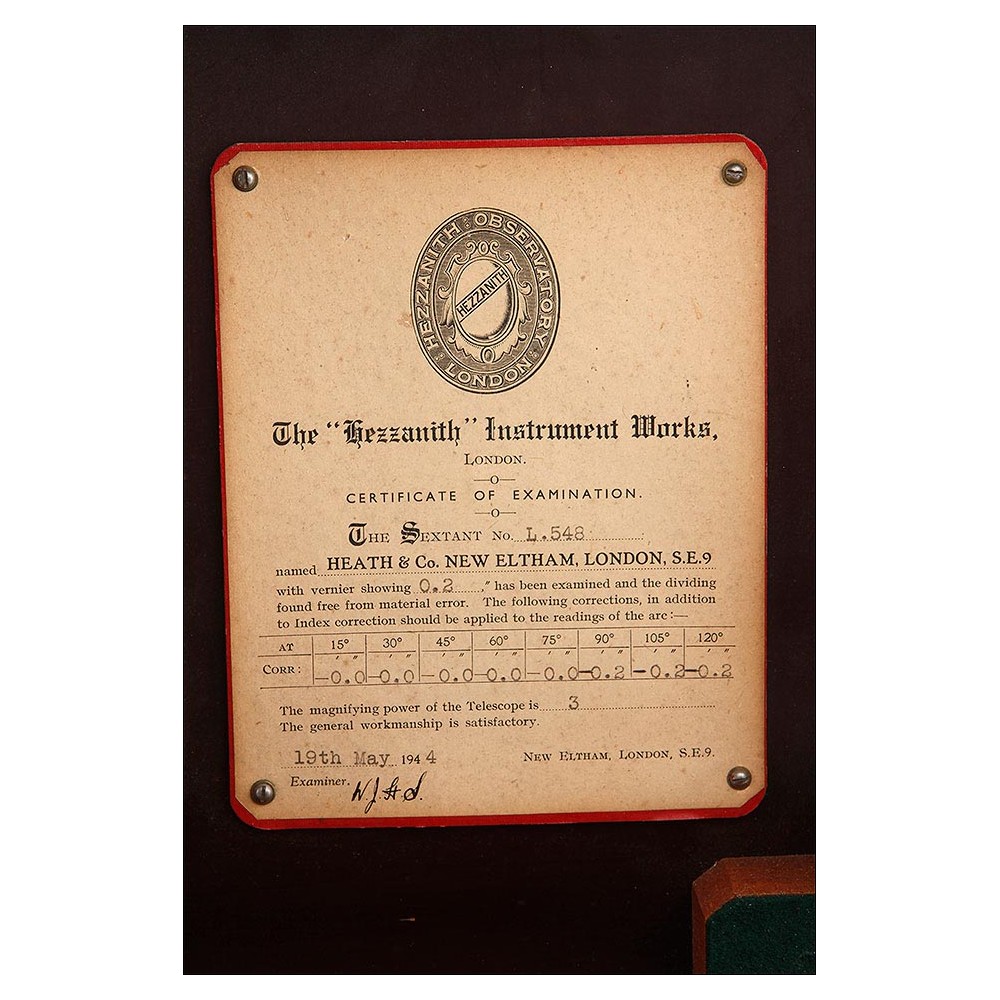 HEZZANITH : OBSERVATORY : LONDON :
HEZZANITH
The "Hezzanith" Instrument Works,
LONDON.
—O—
CERTIFICATE OF EXAMINATION.
—O—
THE SEXTANT No. L.548
named HEATH & Co. NEW ELTHAM, LONDON, S.E.9
with vernier showing 0.2 ″ has been examined and the dividing
found free from material error. The following corrections, in addition
to Index correction should be applied to the readings of the arc:—
AT 15° 30° 45° 60° 75° 90° 105° 120°
′ ″ ′ ″ ′ ″ ′ ″ ′ ″ ′ ″ ′ ″ ′ ″
CORR: -0.0 -0.0 -0.0 -0.0 -0.0 -0.2 -0.2 -0.2
The magnifying power of the Telescope is 3
The general workmanship is satisfactory.
19th May 1944 NEW ELTHAM, LONDON, S.E.9.
Examiner. W.J.H.S.